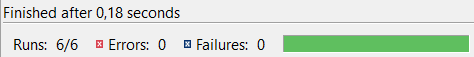 Finished after 0,18 seconds
Runs: 6/6 Errors: 0 Failures: 0